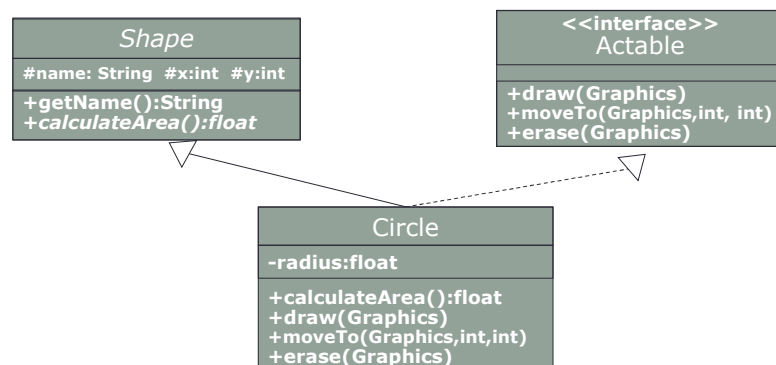 Shape
#name: String #x:int #y:int
+getName():String
+calculateArea():float
<<interface>>
Actable
+draw(Graphics)
+moveTo(Graphics,int, int)
+erase(Graphics)
Circle
-radius:float
+calculateArea():float
+draw(Graphics)
+moveTo(Graphics,int,int)
+erase(Graphics)